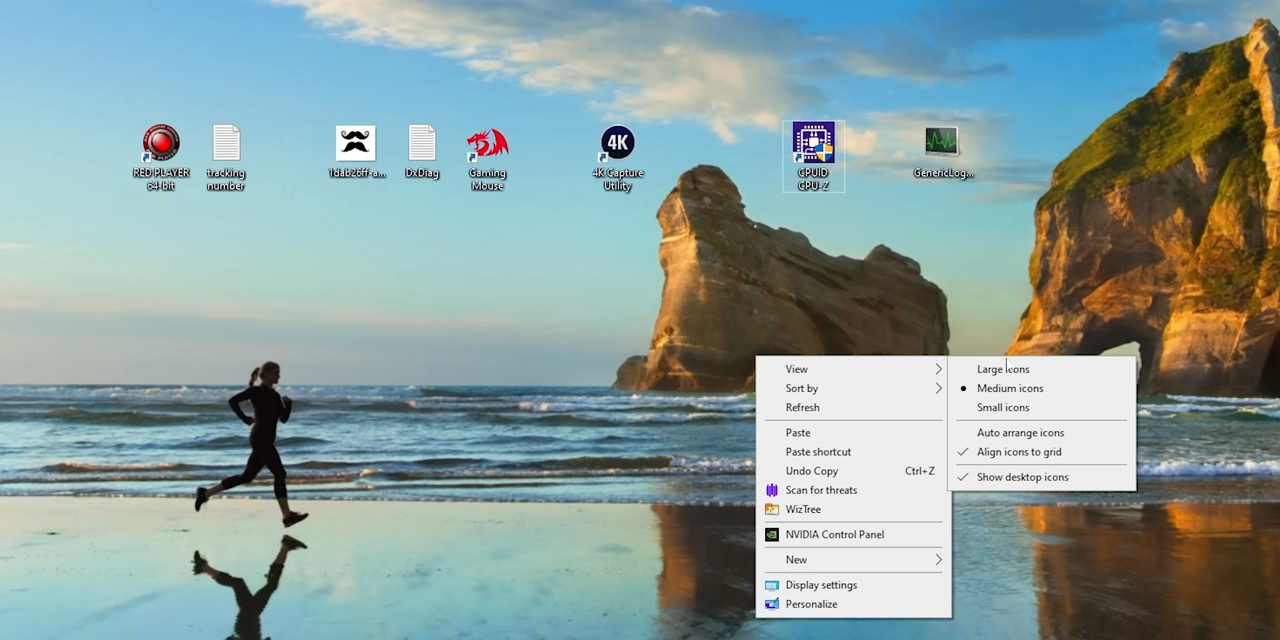 RED PLAYER
64-bit
tracking
number
1dab26ff-a...
DxDiag
Gaming
Mouse
4K
4K Capture
Utility
CPUID
CPU-Z
GenericLog...
View
Sort by
Refresh
Paste
Paste shortcut
Undo Copy Ctrl+Z
Scan for threats
WizTree
NVIDIA Control Panel
New
Display settings
Personalize
Large icons
Medium icons
Small icons
Auto arrange icons
Align icons to grid
Show desktop icons